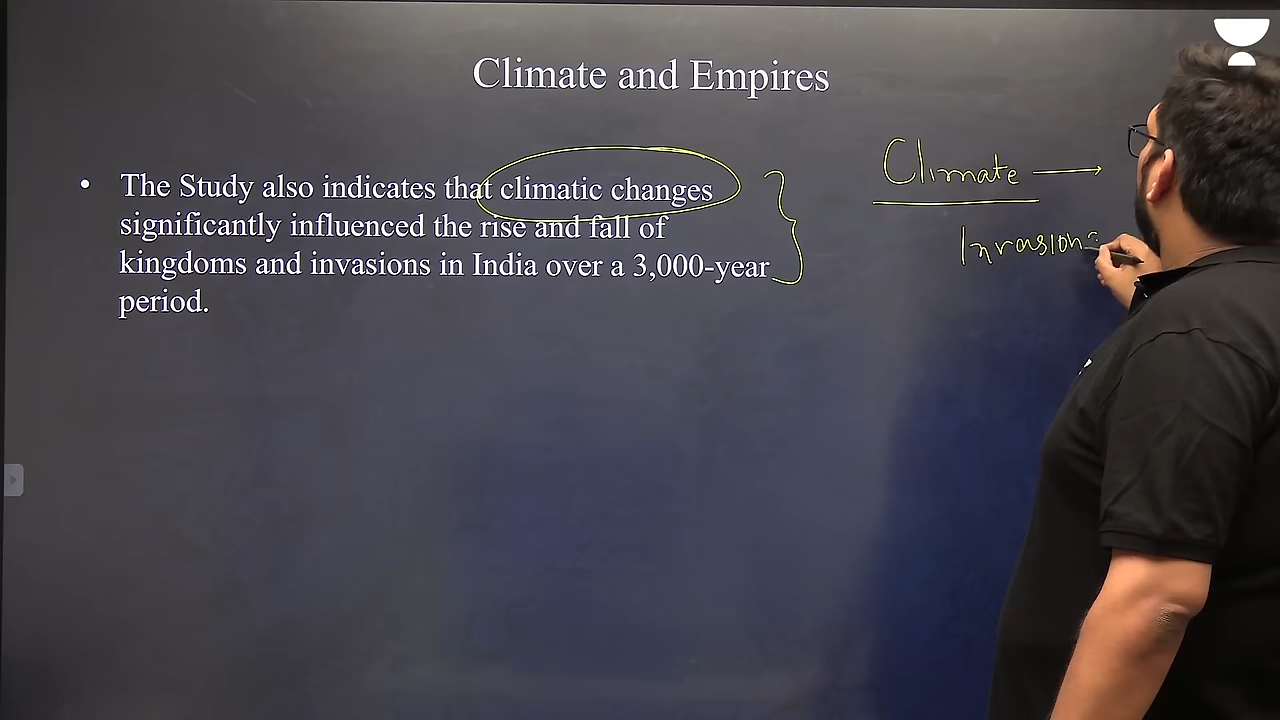 Climate and Empires
• The Study also indicates that climatic changes
significantly influenced the rise and fall of
kingdoms and invasions in India over a 3,000-year
period.
Climate →
Invasions